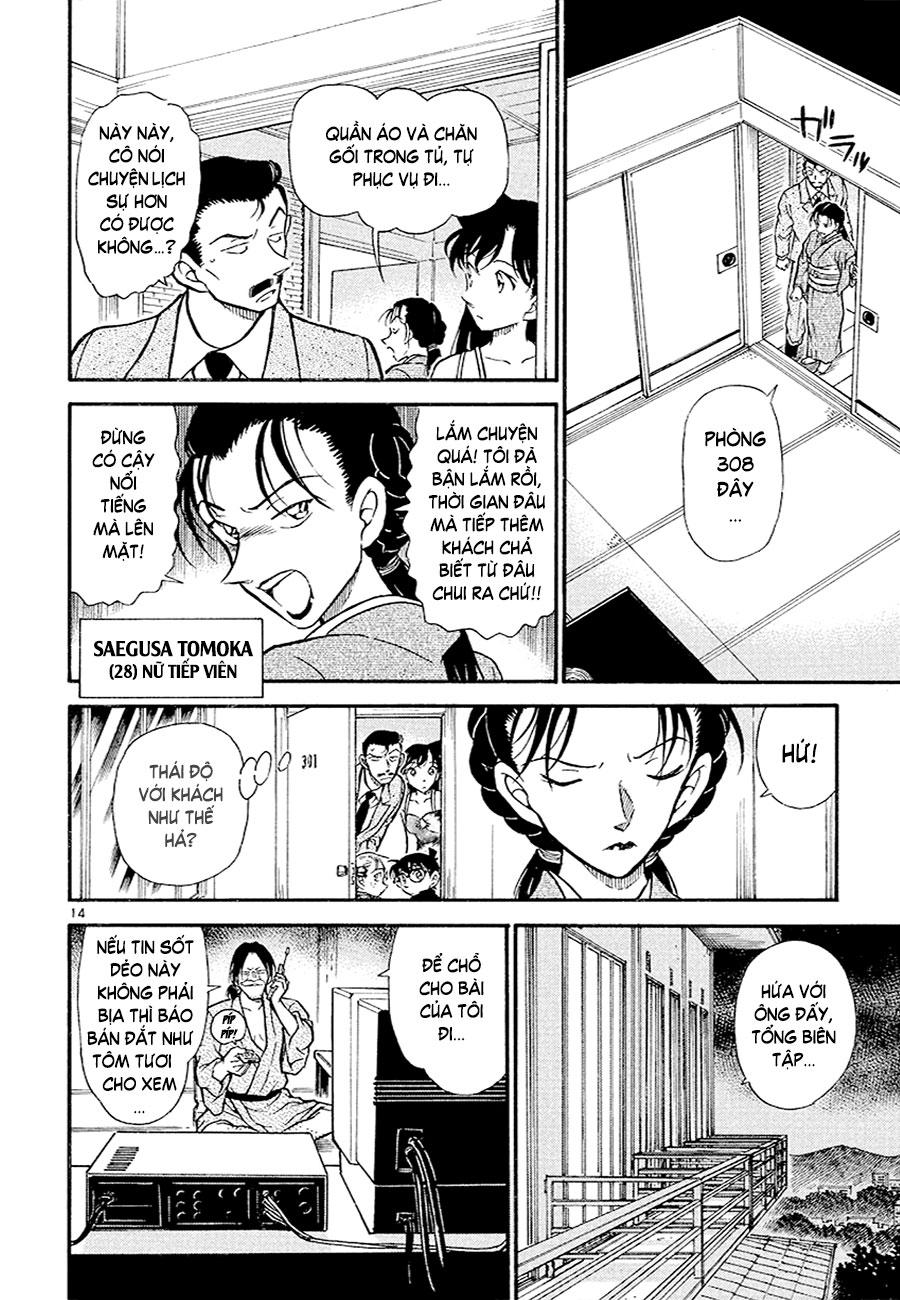 ガラッ
PHÒNG
308
ĐÂY
...
QUẦN ÁO VÀ CHĂN
GỐI TRONG TỦ, TỰ
PHỤC VỤ ĐI...
NÀY NÀY,
CÔ NÓI
CHUYỆN LỊCH
SỰ HƠN
CÓ ĐƯỢC
KHÔNG...?
LẮM CHUYỆN
QUÁ! TÔI ĐÃ
BẬN LẮM RỒI,
THỜI GIAN ĐÂU
MÀ TIẾP THÊM
KHÁCH CHẢ
BIẾT TỪ ĐÂU
CHUI RA CHỨ!!
ĐỪNG
CÓ CẬY
NỔI
TIẾNG
MÀ LÊN
MẶT!
SAEGUSA TOMOKA
(28) NỮ TIẾP VIÊN
HỨ!
301
THÁI ĐỘ
VỚI KHÁCH
NHƯ THẾ
HẢ?
14
HỨA VỚI
ÔNG ĐẤY,
TỔNG BIÊN
TẬP...
ĐỂ CHỔ
CHO BÀI
CỦA TÔI
ĐI...
NẾU TIN SỐT
DẺO NÀY
KHÔNG PHẢI
BỊA THÌ BÁO
BÁN ĐẮT NHƯ
TÔM TƯƠI
CHO XEM
...
PÍP
PÍP!